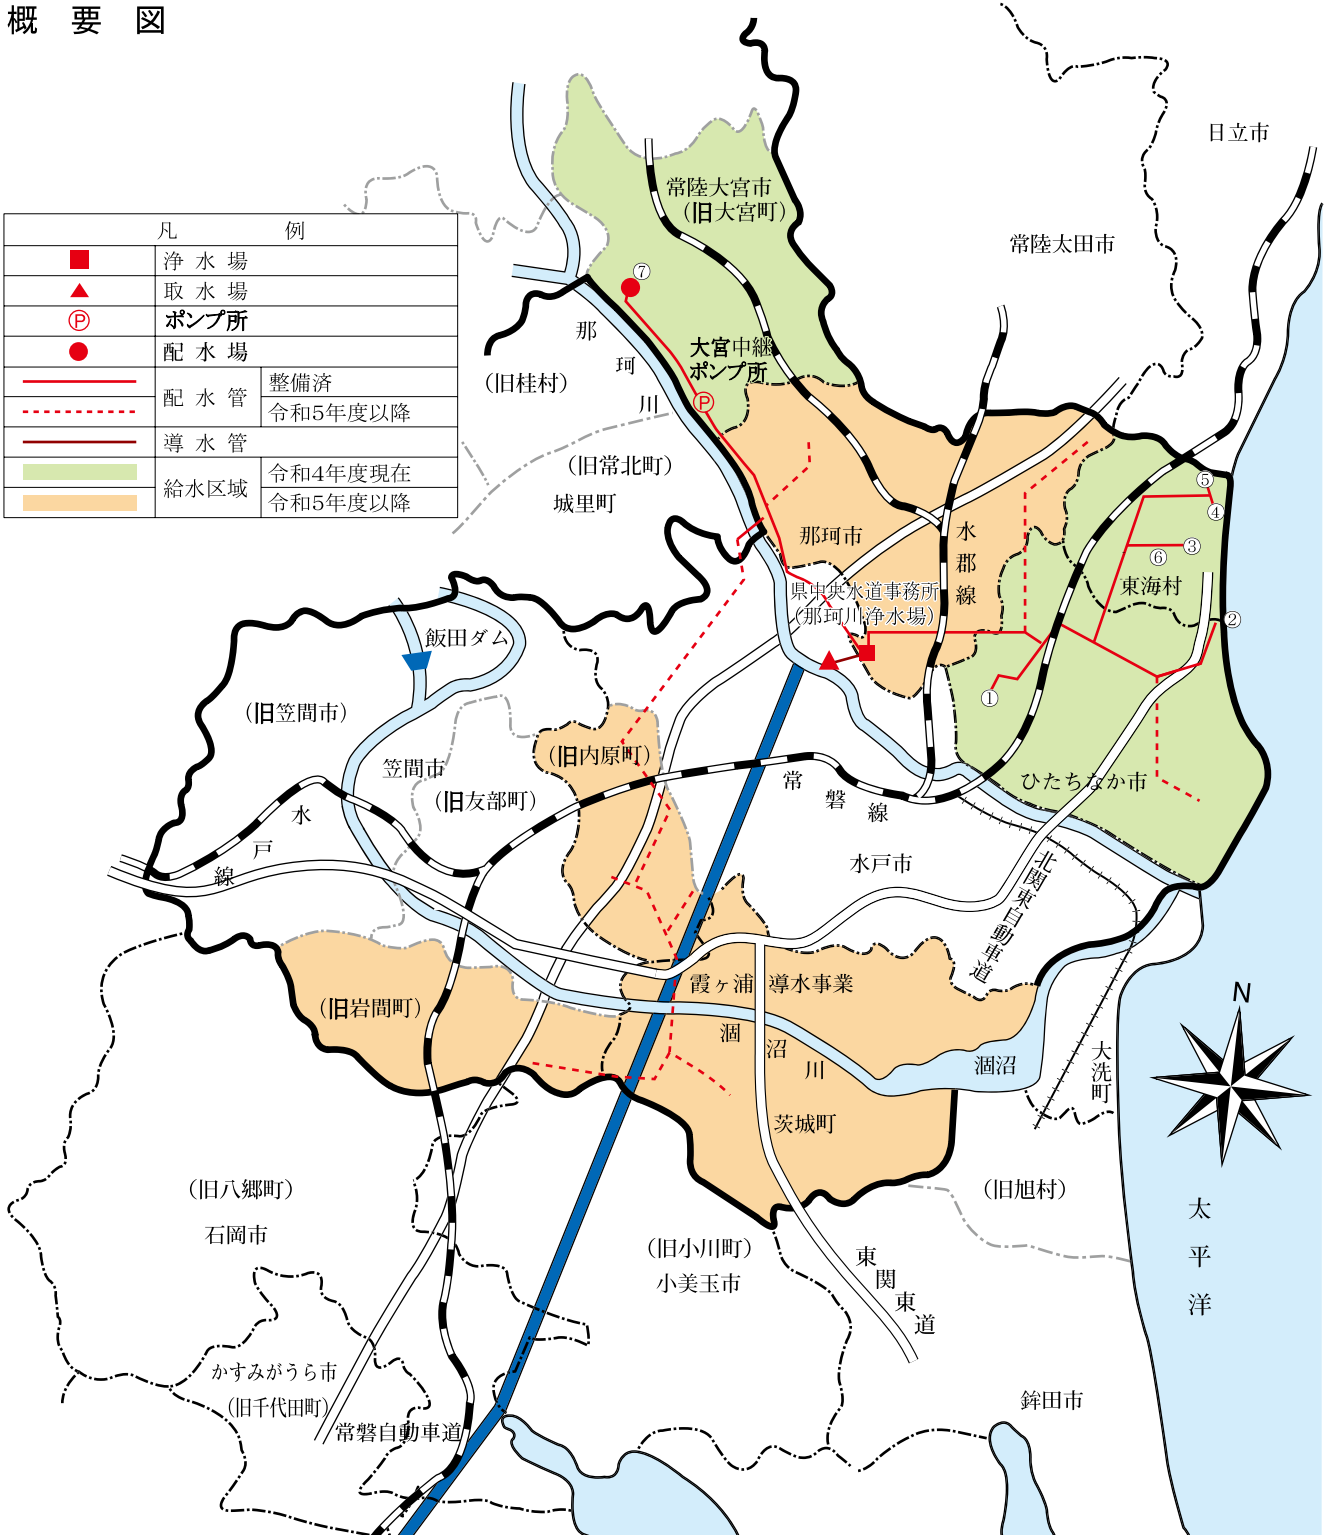 概要図
凡例
浄水場
取水場
Ⓟ ポンプ所
配水場
配水管 整備済
令和5年度以降
導水管
給水区域 令和4年度現在
令和5年度以降
日立市
常陸太田市
常陸大宮市
（旧大宮町）
⑦
大宮中継
ポンプ所
Ⓟ
那珂川
（旧桂村）
（旧常北町）
城里町
那珂市
水郡線
県中央水道事務所
（那珂川浄水場）
⑤
④
③
⑥
東海村
②
①
ひたちなか市
飯田ダム
（旧笠間市）
笠間市
（旧友部町）
（旧内原町）
常磐線
水戸線
水戸市
北関東自動車道
（旧岩間町）
霞ヶ浦導水事業
涸沼川
涸沼
大洗町
茨城町
N
太平洋
（旧八郷町）
石岡市
（旧小川町）
小美玉市
（旧旭村）
東関東道
かすみがうら市
（旧千代田町）
常磐自動車道
鉾田市